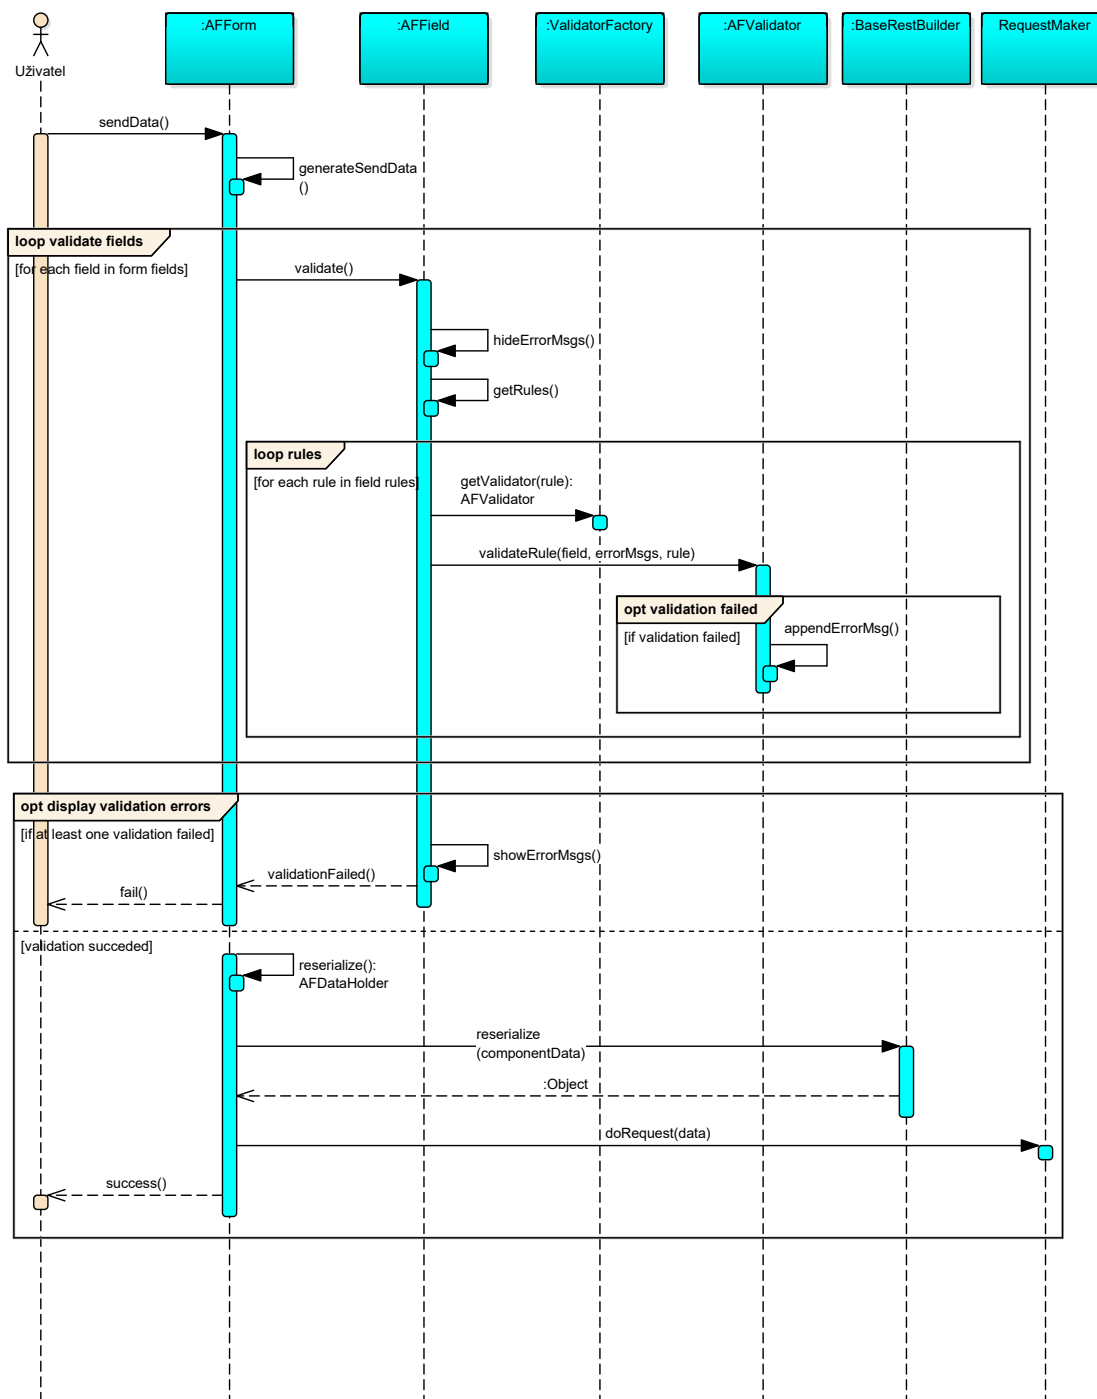 :AFForm
:AFField
:ValidatorFactory
:AFValidator
:BaseRestBuilder
RequestMaker
Uživatel
sendData()
generateSendData
()
loop validate fields
[for each field in form fields]
validate()
hideErrorMsgs()
getRules()
loop rules
[for each rule in field rules]
getValidator(rule):
AFValidator
validateRule(field, errorMsgs, rule)
opt validation failed
[if validation failed]
appendErrorMsg()
opt display validation errors
[if at least one validation failed]
showErrorMsgs()
validationFailed()
fail()
[validation succeded]
reserialize():
AFDataHolder
reserialize
(componentData)
:Object
doRequest(data)
success()